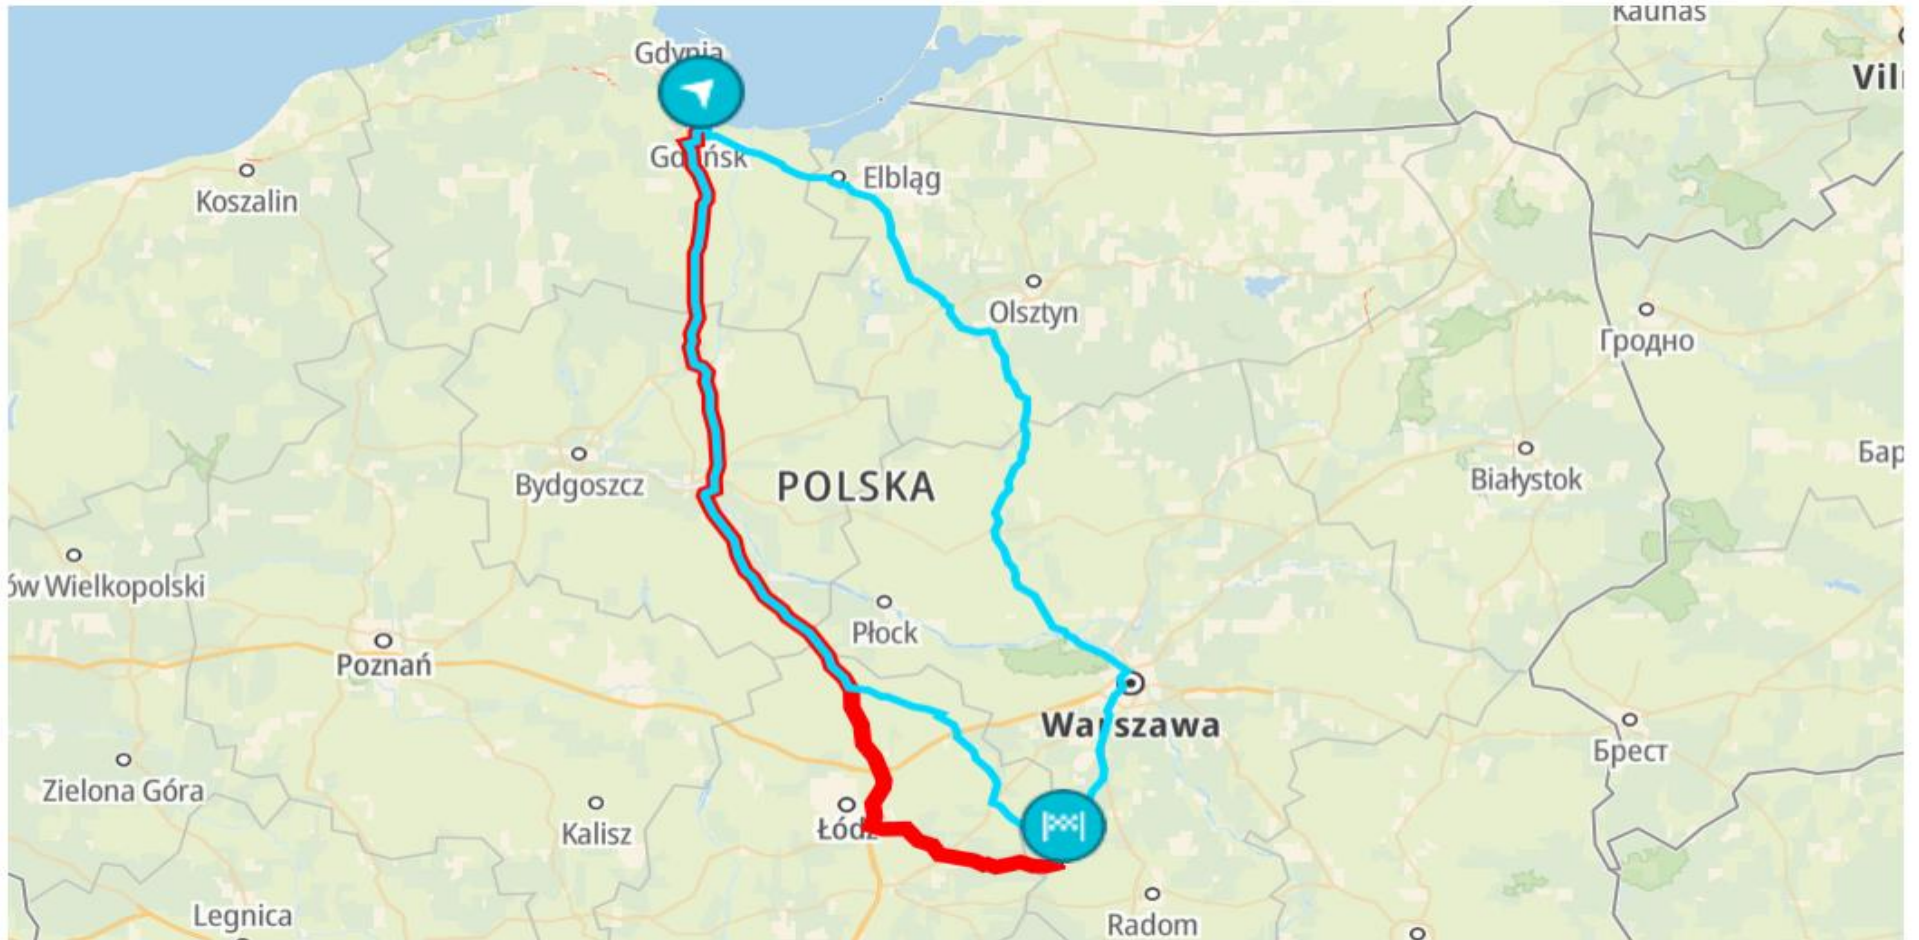 Kaunas
Gdynia
Vil
Gdańsk
Elbląg
Koszalin
Olsztyn
Гродно
Bydgoszcz
POLSKA
Białystok
Бар
ów Wielkopolski
Płock
Poznań
Warszawa
Брест
Zielona Góra
Kalisz
Łódź
Legnica
Radom